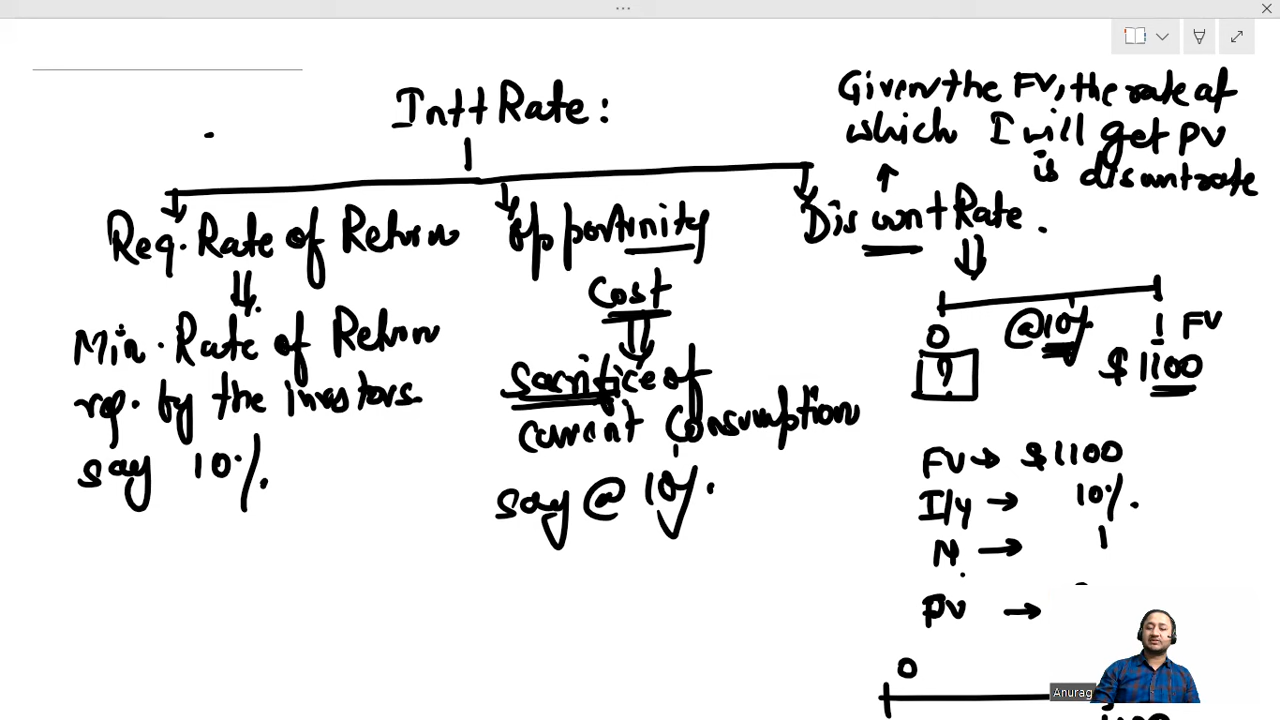 Intt Rate:
Req. Rate of Return
Min. Rate of Return
req. by the investors
say 10%.
opportunity
cost
sacrifice of
current consumption
say @ 10%.
Given the FV, the rate at
which I will get PV
is discuntrate
Discount Rate.
0 @10% 1 FV
? $1100
FV → $1100
I/y → 10%.
N → 1
PV →
0
Anurag